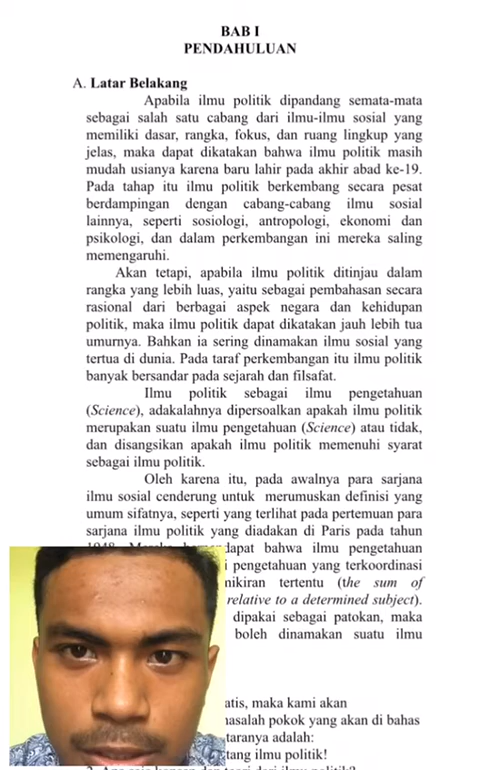 BAB I
PENDAHULUAN
A. Latar Belakang
Apabila ilmu politik dipandang semata-mata
sebagai salah satu cabang dari ilmu-ilmu sosial yang
memiliki dasar, rangka, fokus, dan ruang lingkup yang
jelas, maka dapat dikatakan bahwa ilmu politik masih
mudah usianya karena baru lahir pada akhir abad ke-19.
Pada tahap itu ilmu politik berkembang secara pesat
berdampingan dengan cabang-cabang ilmu sosial
lainnya, seperti sosiologi, antropologi, ekonomi dan
psikologi, dan dalam perkembangan ini mereka saling
memengaruhi.
Akan tetapi, apabila ilmu politik ditinjau dalam
rangka yang lebih luas, yaitu sebagai pembahasan secara
rasional dari berbagai aspek negara dan kehidupan
politik, maka ilmu politik dapat dikatakan jauh lebih tua
umurnya. Bahkan ia sering dinamakan ilmu sosial yang
tertua di dunia. Pada taraf perkembangan itu ilmu politik
banyak bersandar pada sejarah dan filsafat.
Ilmu politik sebagai ilmu pengetahuan
(Science), adakalahnya dipersoalkan apakah ilmu politik
merupakan suatu ilmu pengetahuan (Science) atau tidak,
dan disangsikan apakah ilmu politik memenuhi syarat
sebagai ilmu politik.
Oleh karena itu, pada awalnya para sarjana
ilmu sosial cenderung untuk merumuskan definisi yang
umum sifatnya, seperti yang terlihat pada pertemuan para
sarjana ilmu politik yang diadakan di Paris pada tahun
bahwa ilmu pengetahuan
pengetahuan yang terkoordinasi
tertentu (the sum of
relative to a determined subject).
dipakai sebagai patokan, maka
boleh dinamakan suatu ilmu
maka kami akan
pokok yang akan di bahas
adalah:
ilmu politik!